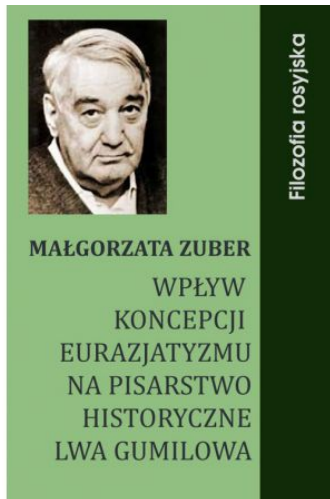 MAŁGORZATA ZUBER
WPŁYW
KONCEPCJI
EURAZJATYZMU
NA PISARSTWO
HISTORYCZNE
LWA GUMILOWA
Filozofia rosyjska